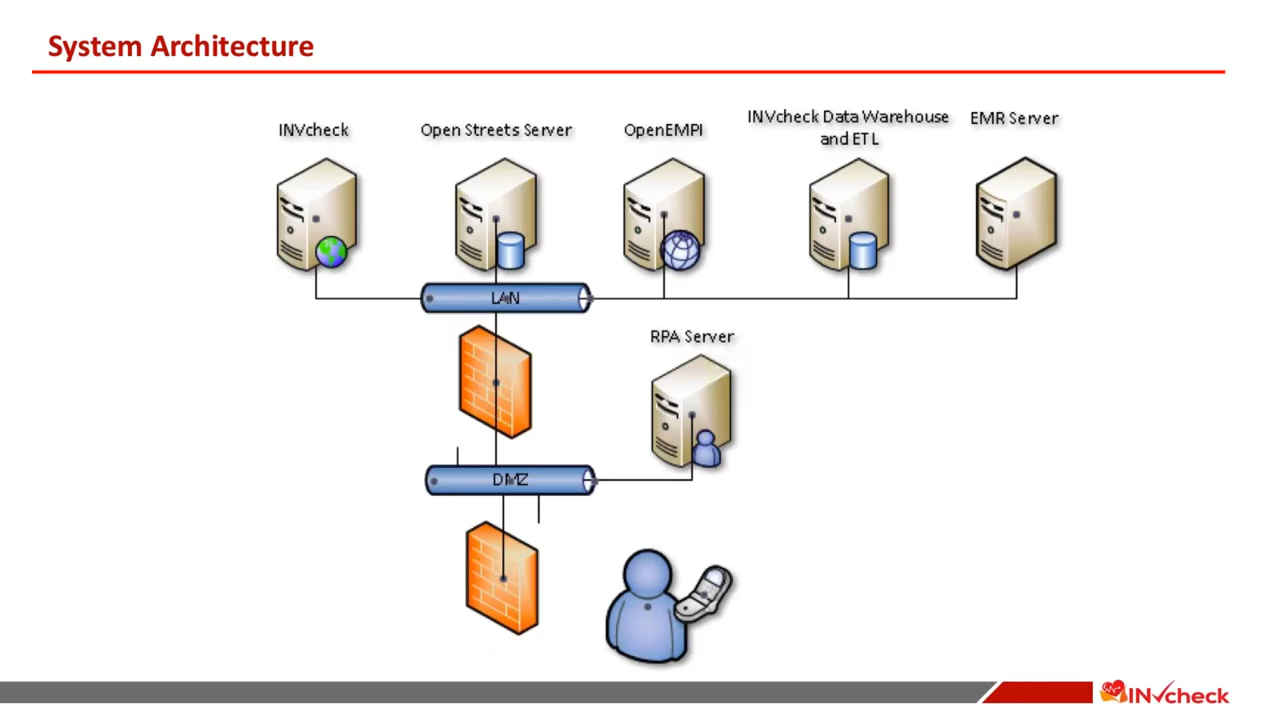 System Architecture
INVcheck
Open Streets Server
OpenEMPI
INVcheck Data Warehouse
and ETL
EMR Server
LAN
RPA Server
DMZ
INVcheck